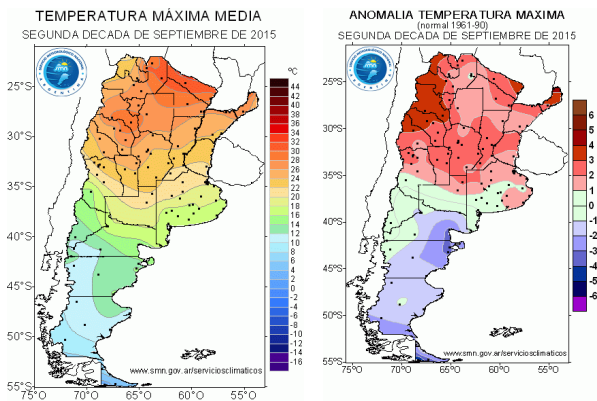 TEMPERATURA MÁXIMA MEDIA
SEGUNDA DECADA DE SEPTIEMBRE DE 2015
smn
25°S
30°S
35°S
40°S
45°S
50°S
55°S
75°W
70°W
65°W
60°W
55°W
ºC
44
42
40
38
36
34
32
30
28
26
24
22
20
18
16
14
12
10
8
6
4
2
0
-2
-4
-6
-8
-10
-12
-14
-16
www.smn.gov.ar/serviciosclimaticos
ANOMALIA TEMPERATURA MAXIMA
(normal 1961-90)
SEGUNDA DECADA DE SEPTIEMBRE DE 2015
smn
25°S
30°S
35°S
40°S
45°S
50°S
55°S
75°W
70°W
65°W
60°W
55°W
6
5
4
3
2
1
-1
-2
-3
-4
-5
-6
www.smn.gov.ar/serviciosclimaticos